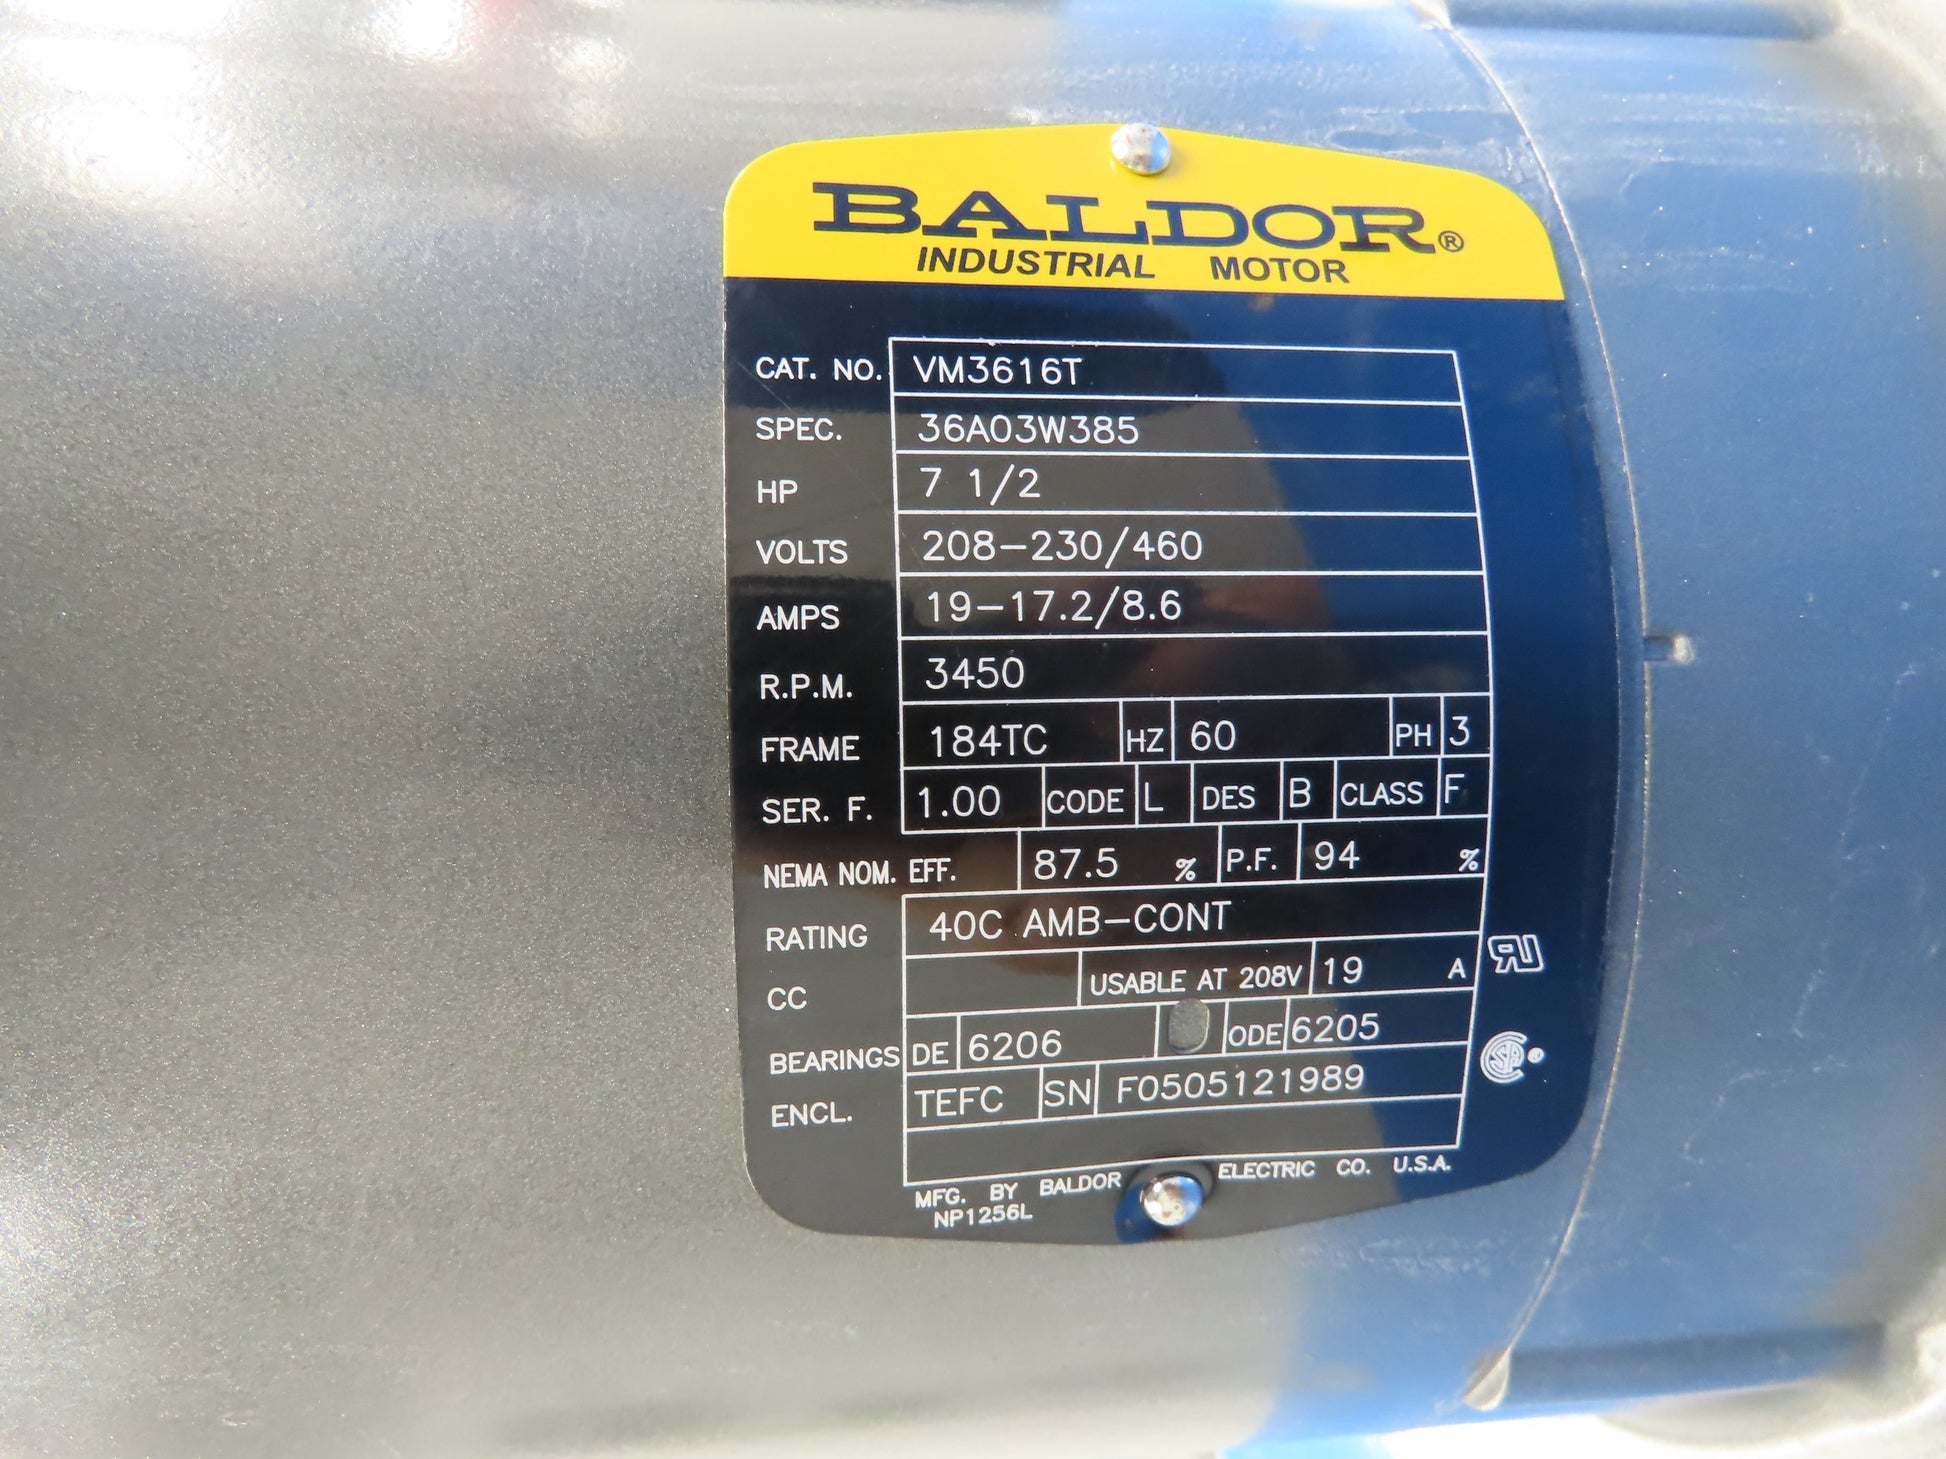 BALDOR®
INDUSTRIAL MOTOR
CAT. NO. VM3616T
SPEC. 36A03W385
HP 7 1/2
VOLTS 208-230/460
AMPS 19-17.2/8.6
R.P.M. 3450
FRAME 184TC HZ 60 PH 3
SER. F. 1.00 CODE L DES B CLASS F
NEMA NOM. EFF. 87.5 % P.F. 94 %
RATING 40C AMB-CONT
CC USABLE AT 208V 19 A
BEARINGS DE 6206 ODE 6205
ENCL. TEFC SN F0505121989
MFG. BY BALDOR ELECTRIC CO. U.S.A.
NP1256L